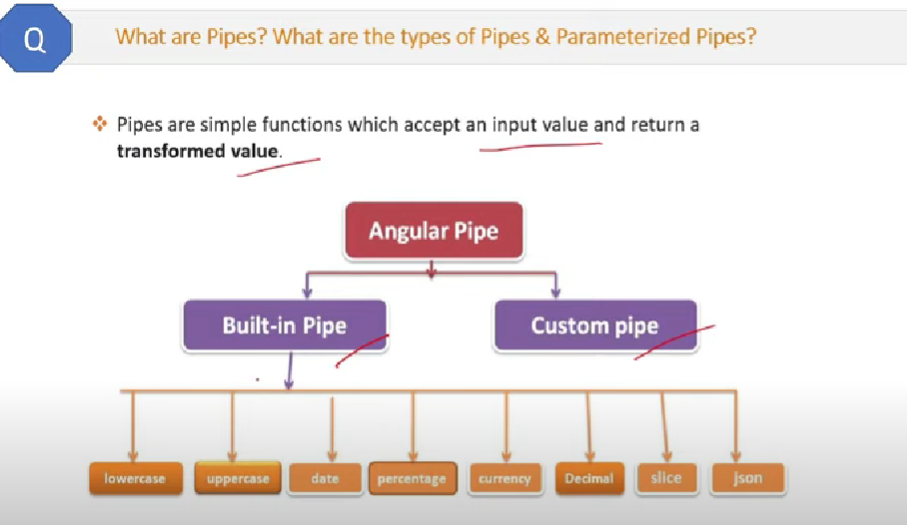 Q
What are Pipes? What are the types of Pipes & Parameterized Pipes?
Pipes are simple functions which accept an input value and return a
transformed value.
Angular Pipe
Built-in Pipe
Custom pipe
lowercase
uppercase
date
percentage
currency
Decimal
slice
json